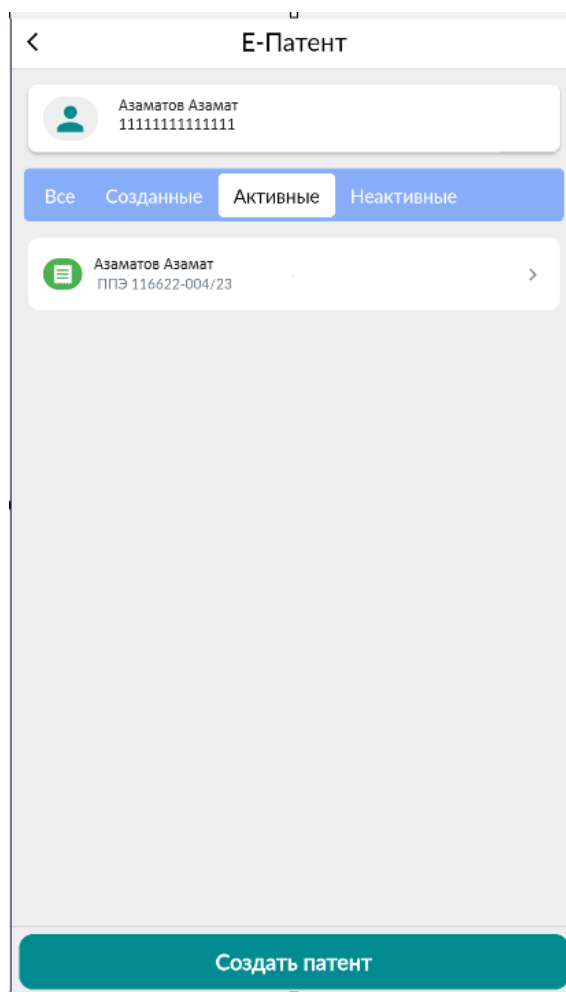 Е-Патент
Азаматов Азамат
11111111111111
Все Созданные Активные Неактивные
Азаматов Азамат
ППЭ 116622-004/23
Создать патент